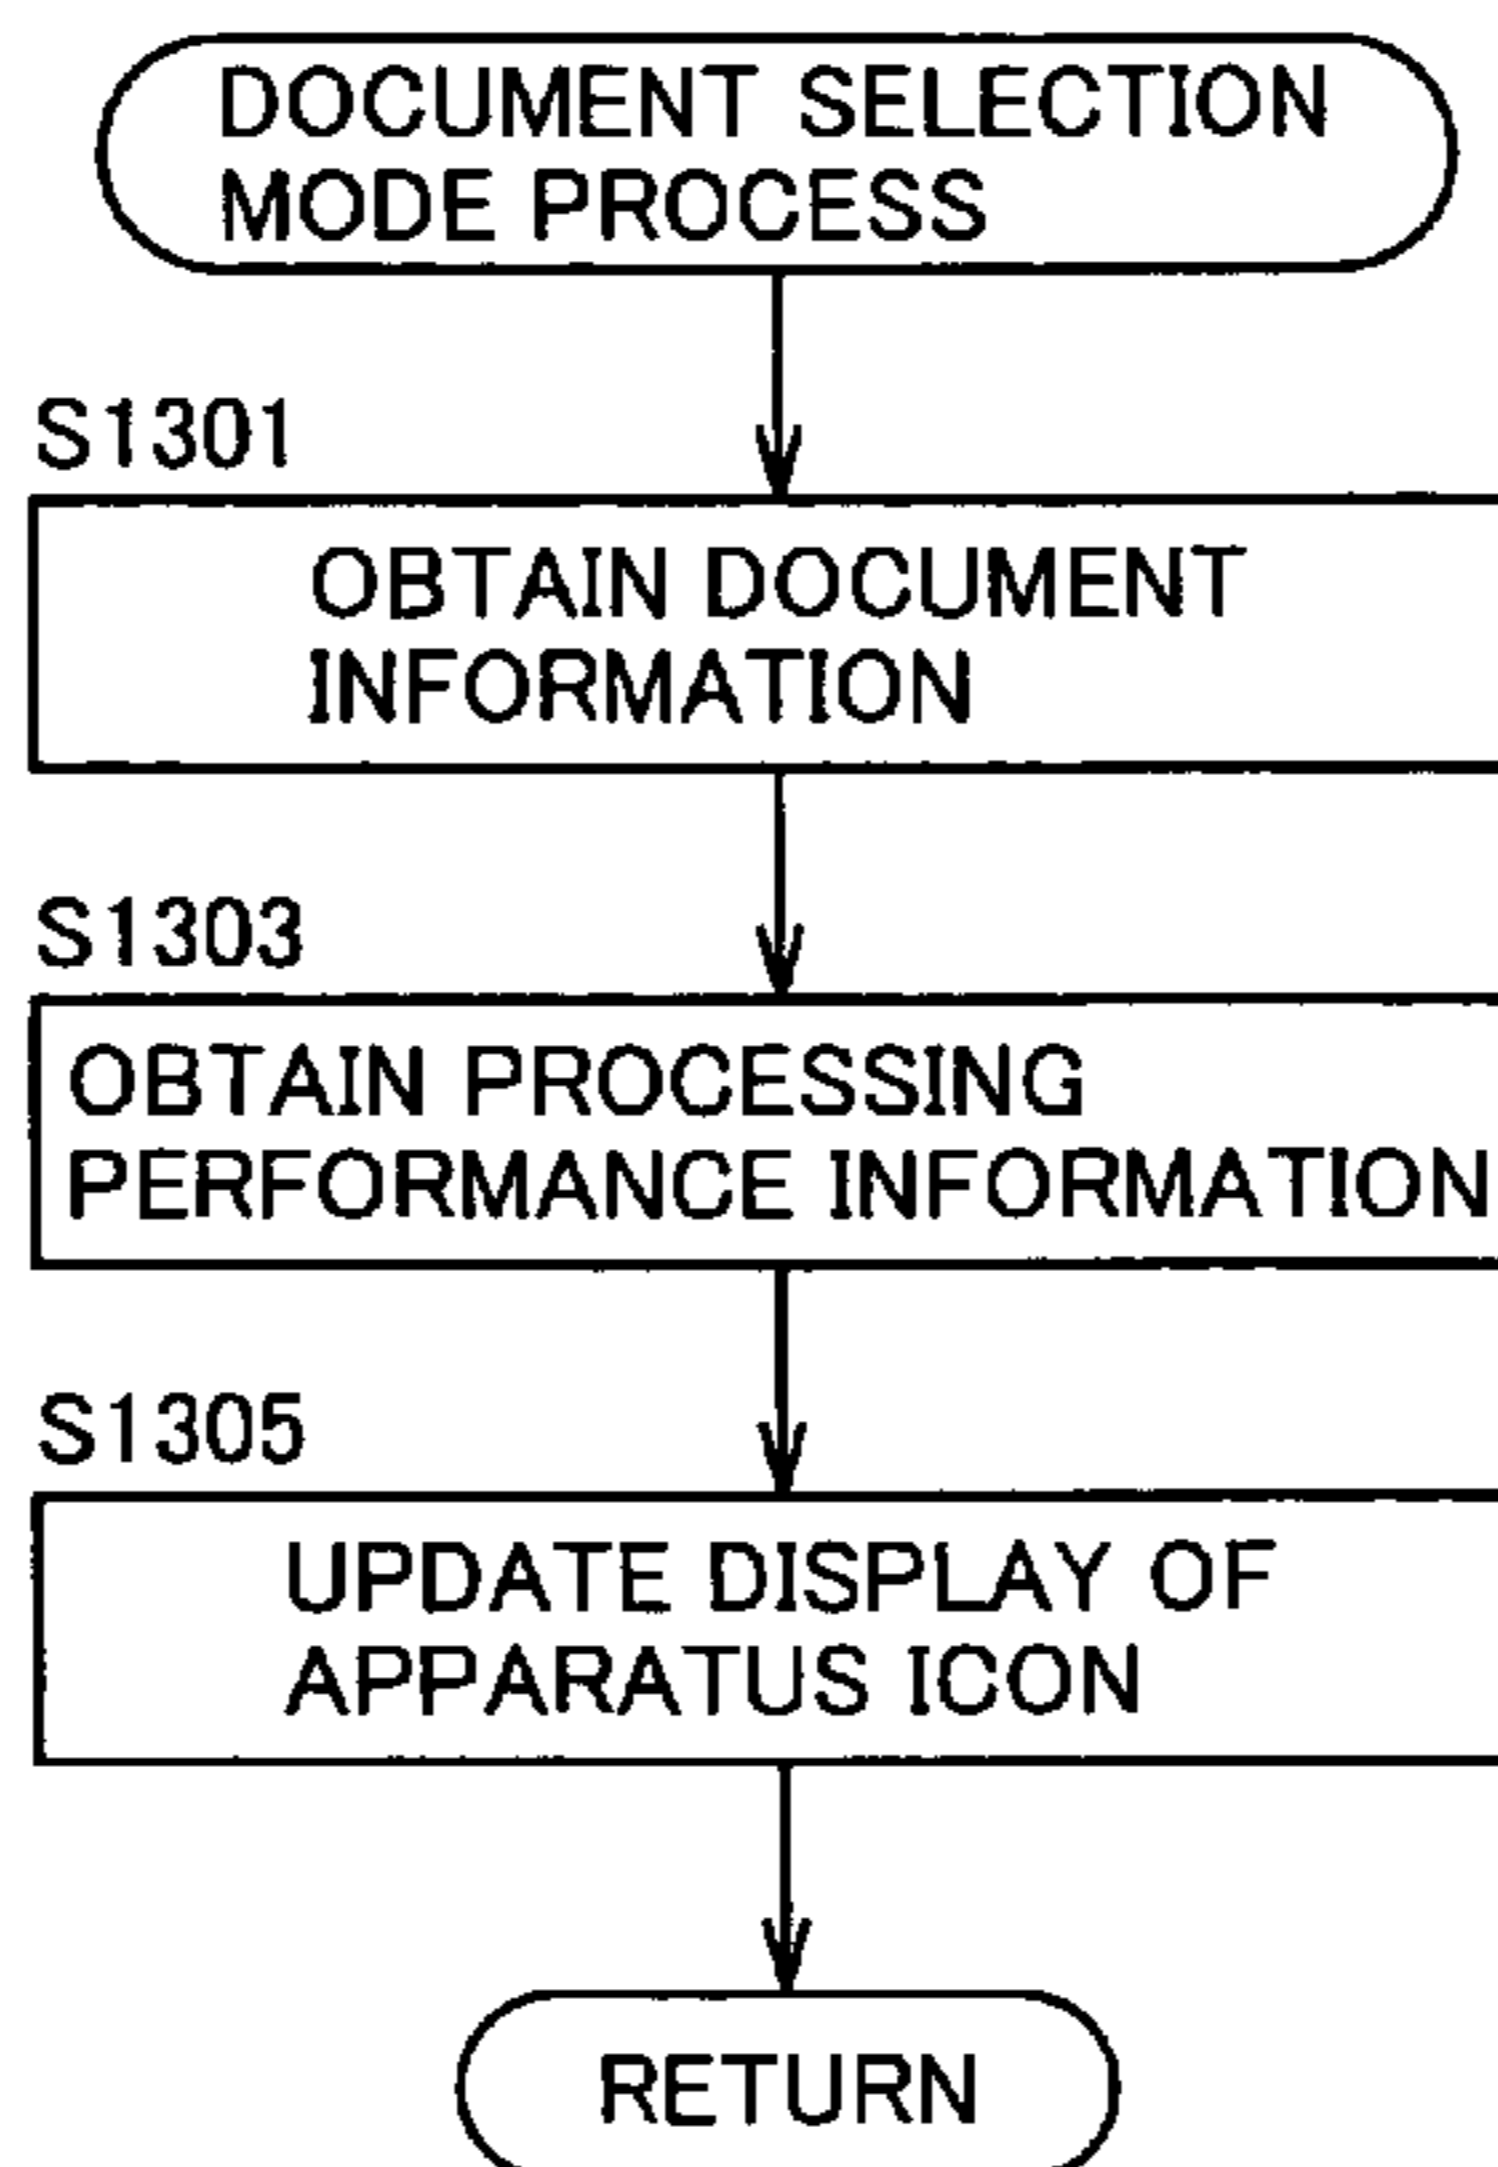 DOCUMENT SELECTION
MODE PROCESS
S1301
OBTAIN DOCUMENT
INFORMATION
S1303
OBTAIN PROCESSING
PERFORMANCE INFORMATION
S1305
UPDATE DISPLAY OF
APPARATUS ICON
RETURN